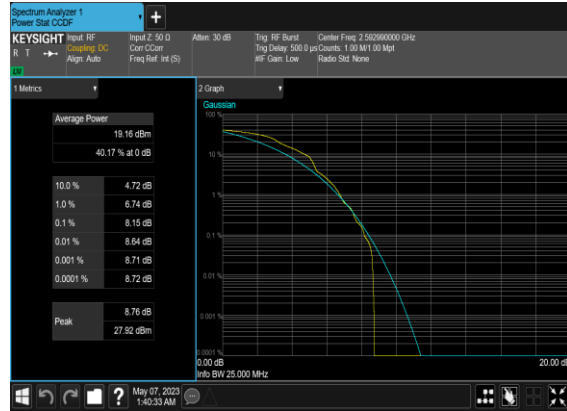 Spectrum Analyzer 1
Power Stat CCDF
KEYSIGHT
R T
LXI
Input: RF
Coupling: DC
Align: Auto
Input Z: 50 Ω
Corr CCorr
Freq Ref: Int (S)
Atten: 30 dB
Trig: RF Burst
Trig Delay: 500.0 µs
#IF Gain: Low
Center Freq: 2.592990000 GHz
Counts: 1.00 M/1.00 Mpt
Radio Std: None
1 Metrics
Average Power
19.16 dBm
40.17 % at 0 dB
10.0 % 4.72 dB
1.0 % 6.74 dB
0.1 % 8.15 dB
0.01 % 8.64 dB
0.001 % 8.71 dB
0.0001 % 8.72 dB
Peak
8.76 dB
27.92 dBm
2 Graph
Gaussian
100 %
10 %
1 %
0.1 %
0.01 %
0.001 %
0.0001 %
0.00 dB
20.00 dB
Info BW 25.000 MHz
?
May 07, 2023
1:40:33 AM